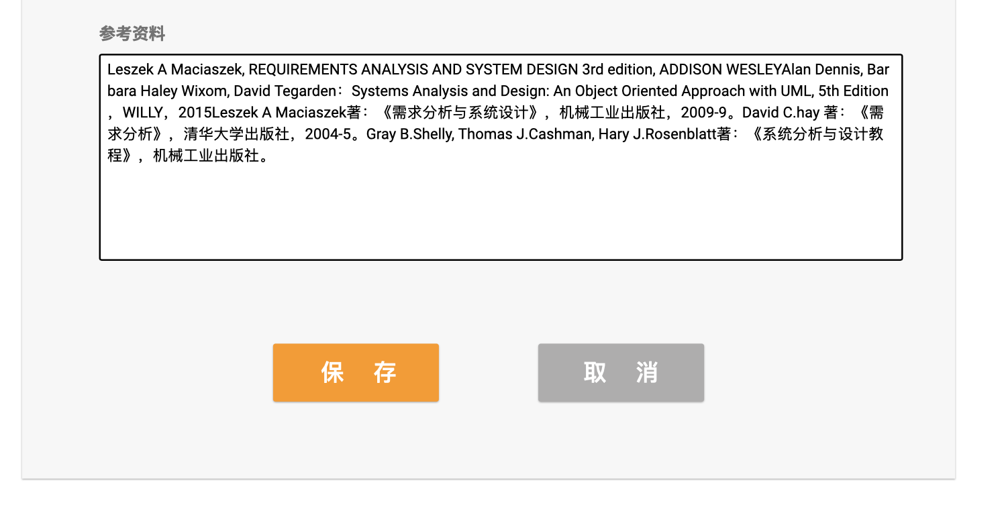 参考资料
Leszek A Maciaszek, REQUIREMENTS ANALYSIS AND SYSTEM DESIGN 3rd edition, ADDISON WESLEYAlan Dennis, Bar
bara Haley Wixom, David Tegarden：Systems Analysis and Design: An Object Oriented Approach with UML, 5th Edition
，WILLY，2015Leszek A Maciaszek著：《需求分析与系统设计》，机械工业出版社，2009-9。David C.hay 著：《需
求分析》，清华大学出版社，2004-5。Gray B.Shelly, Thomas J.Cashman, Hary J.Rosenblatt著：《系统分析与设计教
程》，机械工业出版社。
保 存
取 消